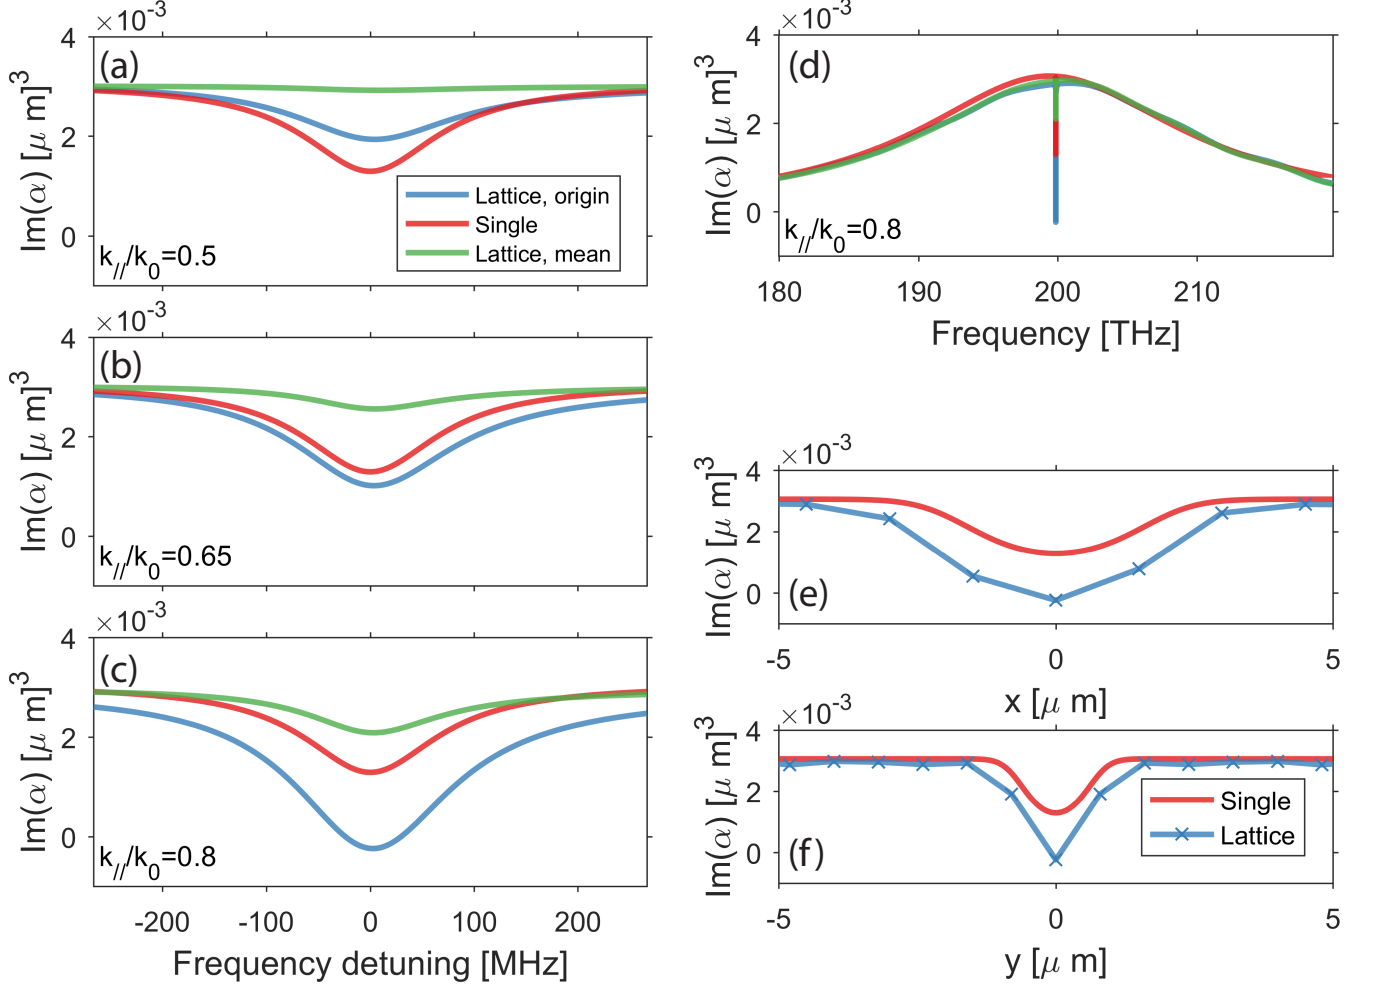 ×10⁻³
(a)
4
2
0
Im(α) [μ m]³
k//k₀=0.5
Lattice, origin
Single
Lattice, mean
×10⁻³
(b)
4
2
0
Im(α) [μ m]³
k///k₀=0.65
×10⁻³
(c)
4
2
0
Im(α) [μ m]³
k///k₀=0.8
-200 -100 0 100 200
Frequency detuning [MHz]
×10⁻³
(d)
4
2
0
Im(α) [μ m]³
k///k₀=0.8
180 190 200 210
Frequency [THz]
×10⁻³
4
2
0
Im(α) [μ m]³
(e)
-5 0 5
x [μ m]
×10⁻³
4
2
0
Im(α) [μ m]³
(f)
Single
Lattice
-5 0 5
y [μ m]